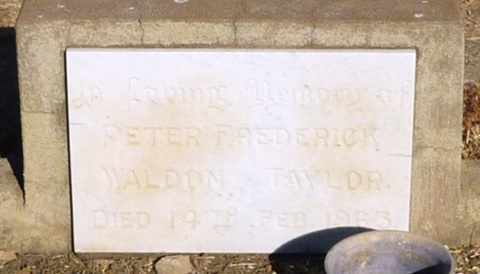 In Loving Memory of
PETER FREDERICK
WALDON TAYLOR
DIED 14TH FEB. 1963